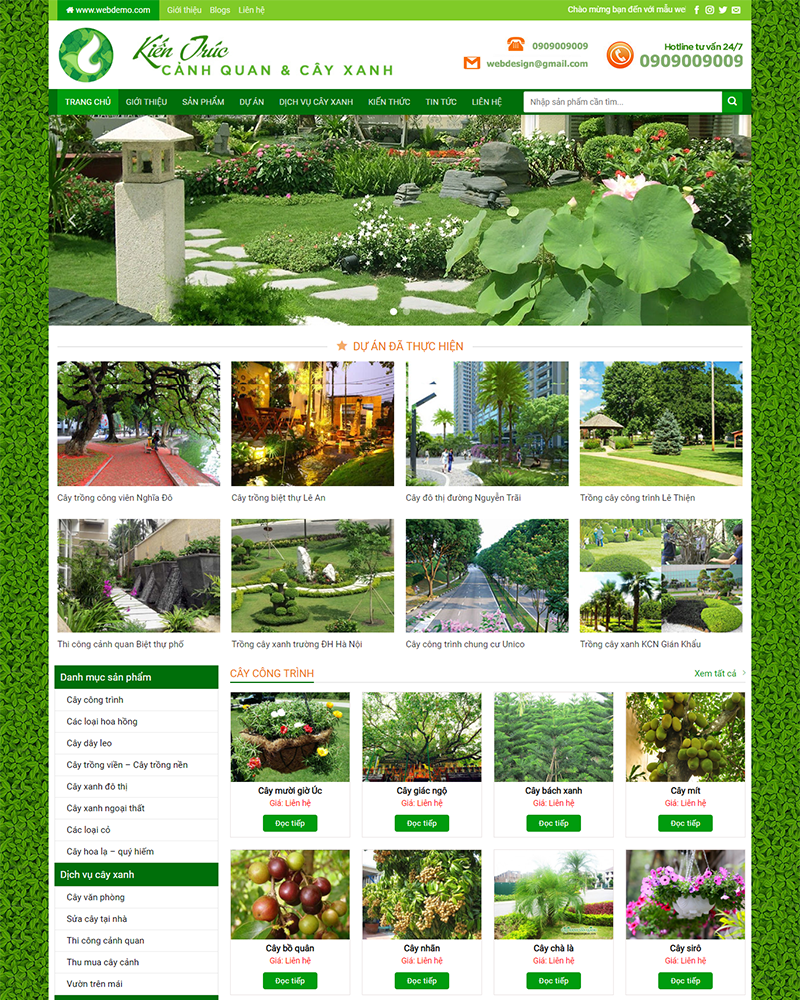 www.webdemo.com Giới thiệu Blogs Liên hệ Chào mừng bạn đến với mẫu we
Kiến Trúc
CẢNH QUAN & CÂY XANH
0909009009
webdesign@gmail.com
Hotline tư vấn 24/7
0909009009
TRANG CHỦ GIỚI THIỆU SẢN PHẨM DỰ ÁN DỊCH VỤ CÂY XANH KIẾN THỨC TIN TỨC LIÊN HỆ Nhập sản phẩm cần tìm...
DỰ ÁN ĐÃ THỰC HIỆN
Cây trồng công viên Nghĩa Đô Cây trồng biệt thự Lê An Cây đô thị đường Nguyễn Trãi Trồng cây công trình Lê Thiện
Thi công cảnh quan Biệt thự phố Trồng cây xanh trường ĐH Hà Nội Cây công trình chung cư Unico Trồng cây xanh KCN Gián Khẩu
Danh mục sản phẩm
Cây công trình
Các loại hoa hồng
Cây dây leo
Cây trồng viền – Cây trồng nền
Cây xanh đô thị
Cây xanh ngoại thất
Các loại cỏ
Cây hoa lạ – quý hiếm
Dịch vụ cây xanh
Cây văn phòng
Sửa cây tại nhà
Thi công cảnh quan
Thu mua cây cảnh
Vườn trên mái
CÂY CÔNG TRÌNH Xem tất cả
Cây mười giờ Úc Cây giác ngộ Cây bách xanh Cây mít
Giá: Liên hệ Giá: Liên hệ Giá: Liên hệ Giá: Liên hệ
Đọc tiếp Đọc tiếp Đọc tiếp Đọc tiếp
Cây bồ quân Cây nhãn Cây chà là Cây sirô
Giá: Liên hệ Giá: Liên hệ Giá: Liên hệ Giá: Liên hệ
Đọc tiếp Đọc tiếp Đọc tiếp Đọc tiếp